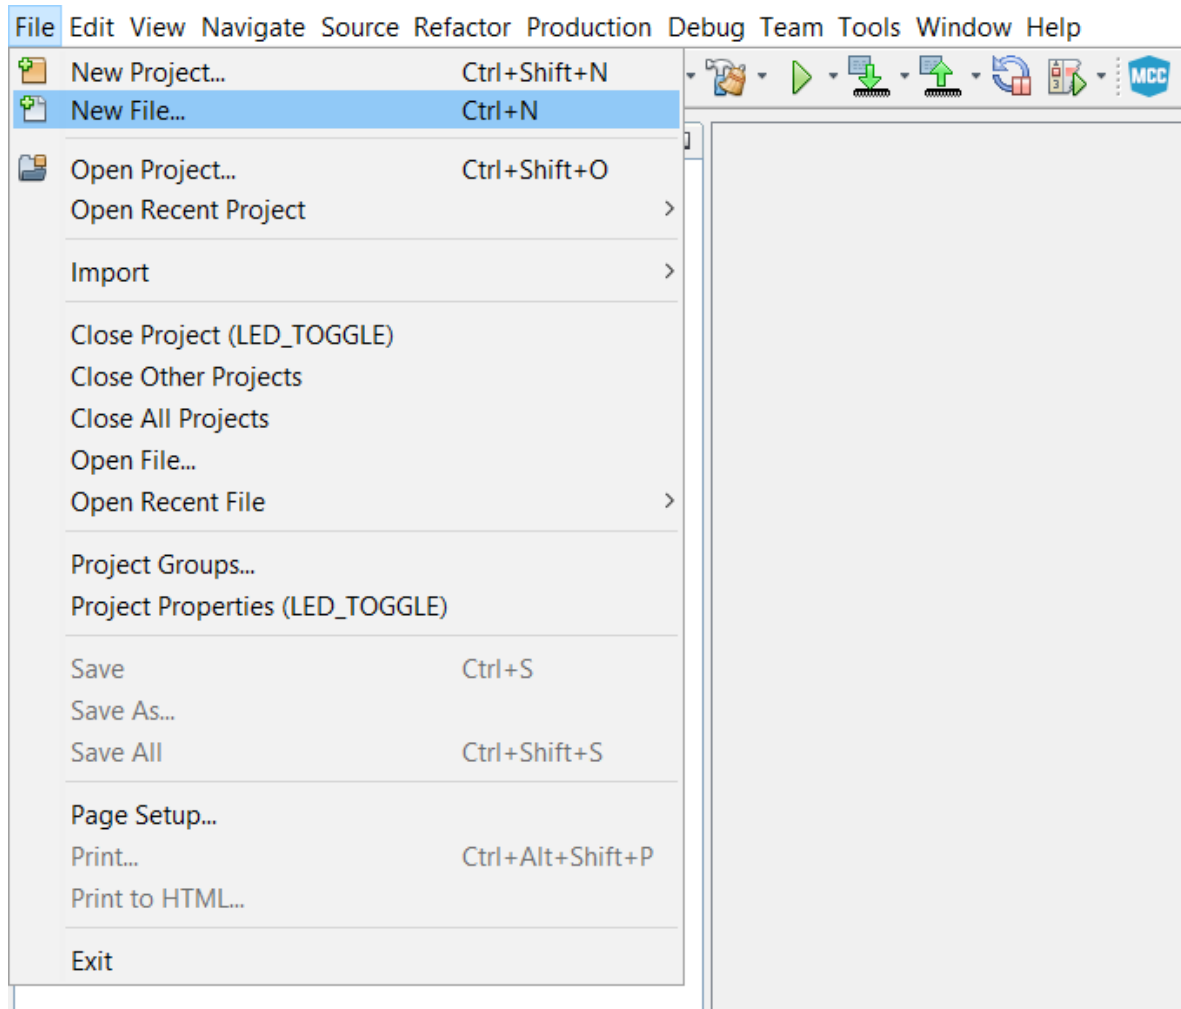 File Edit View Navigate Source Refactor Production Debug Team Tools Window Help
New Project... Ctrl+Shift+N
New File... Ctrl+N
Open Project... Ctrl+Shift+O
Open Recent Project
Import
Close Project (LED_TOGGLE)
Close Other Projects
Close All Projects
Open File...
Open Recent File
Project Groups...
Project Properties (LED_TOGGLE)
Save Ctrl+S
Save As...
Save All Ctrl+Shift+S
Page Setup...
Print... Ctrl+Alt+Shift+P
Print to HTML...
Exit
MCC